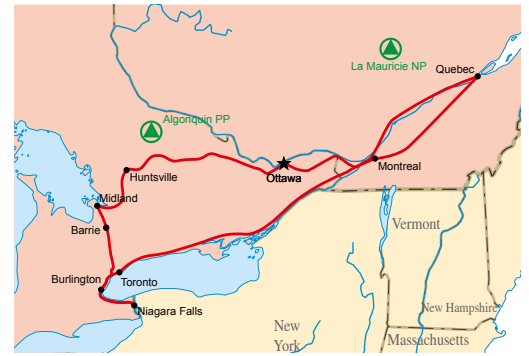 La Mauricie NP
Quebec
Algonquin PP
Montreal
Ottawa
Huntsville
Midland
Barrie
Vermont
Toronto
Burlington
Niagara Falls
New Hampshire
New
York
Massachusetts